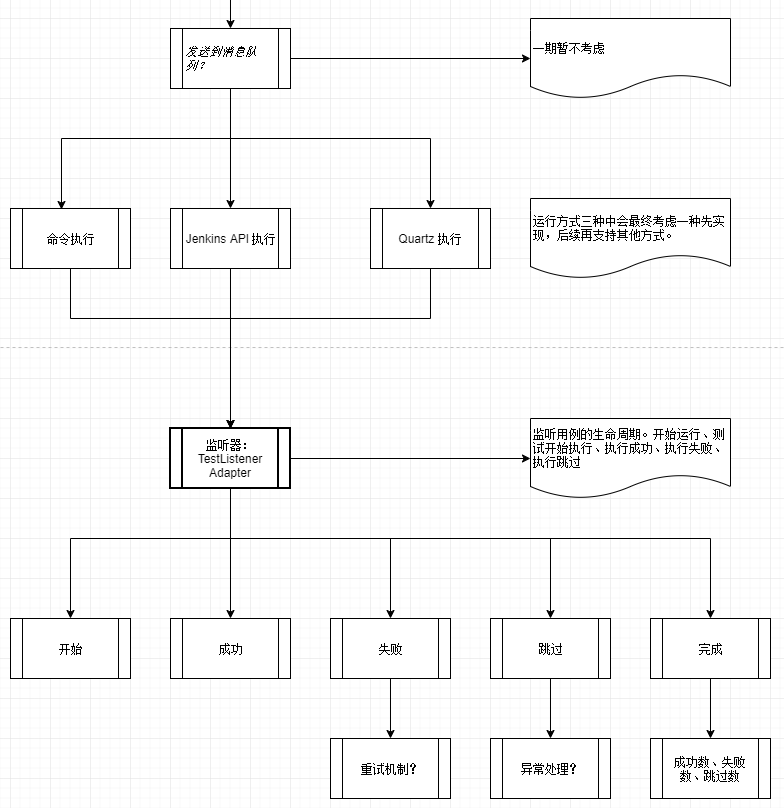 发送到消息队
列？
一期暂不考虑
命令执行
Jenkins API 执行
Quartz 执行
运行方式三种中会最终考虑一种先实
现，后续再支持其他方式。
监听器：
TestListener
Adapter
监听用例的生命周期。开始运行、测
试开始执行、执行成功、执行失败、
执行跳过
开始
成功
失败
跳过
完成
重试机制？
异常处理？
成功数、失败
数、跳过数